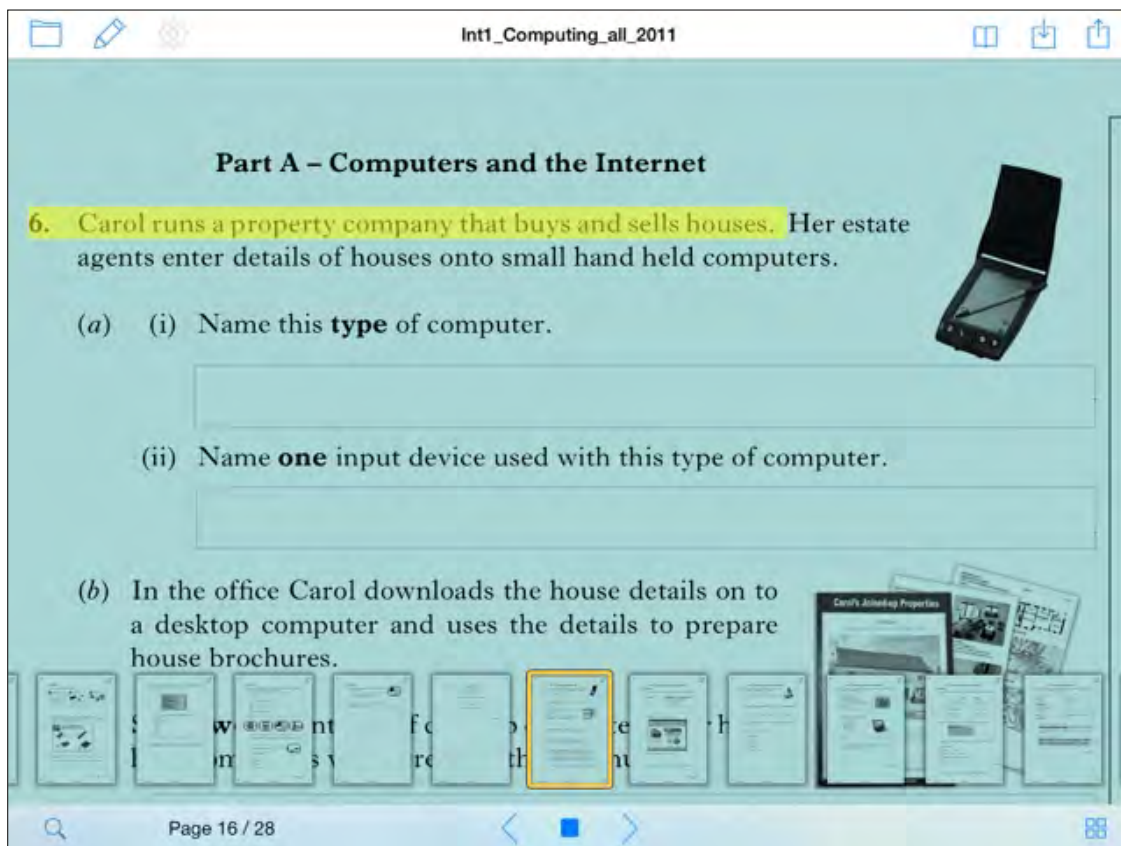 Int1_Computing_all_2011
Part A – Computers and the Internet
6. Carol runs a property company that buys and sells houses. Her estate
agents enter details of houses onto small hand held computers.
(a) (i) Name this type of computer.
(ii) Name one input device used with this type of computer.
(b) In the office Carol downloads the house details on to
a desktop computer and uses the details to prepare
house brochures.
Carol's Joined-up Properties
Page 16 / 28